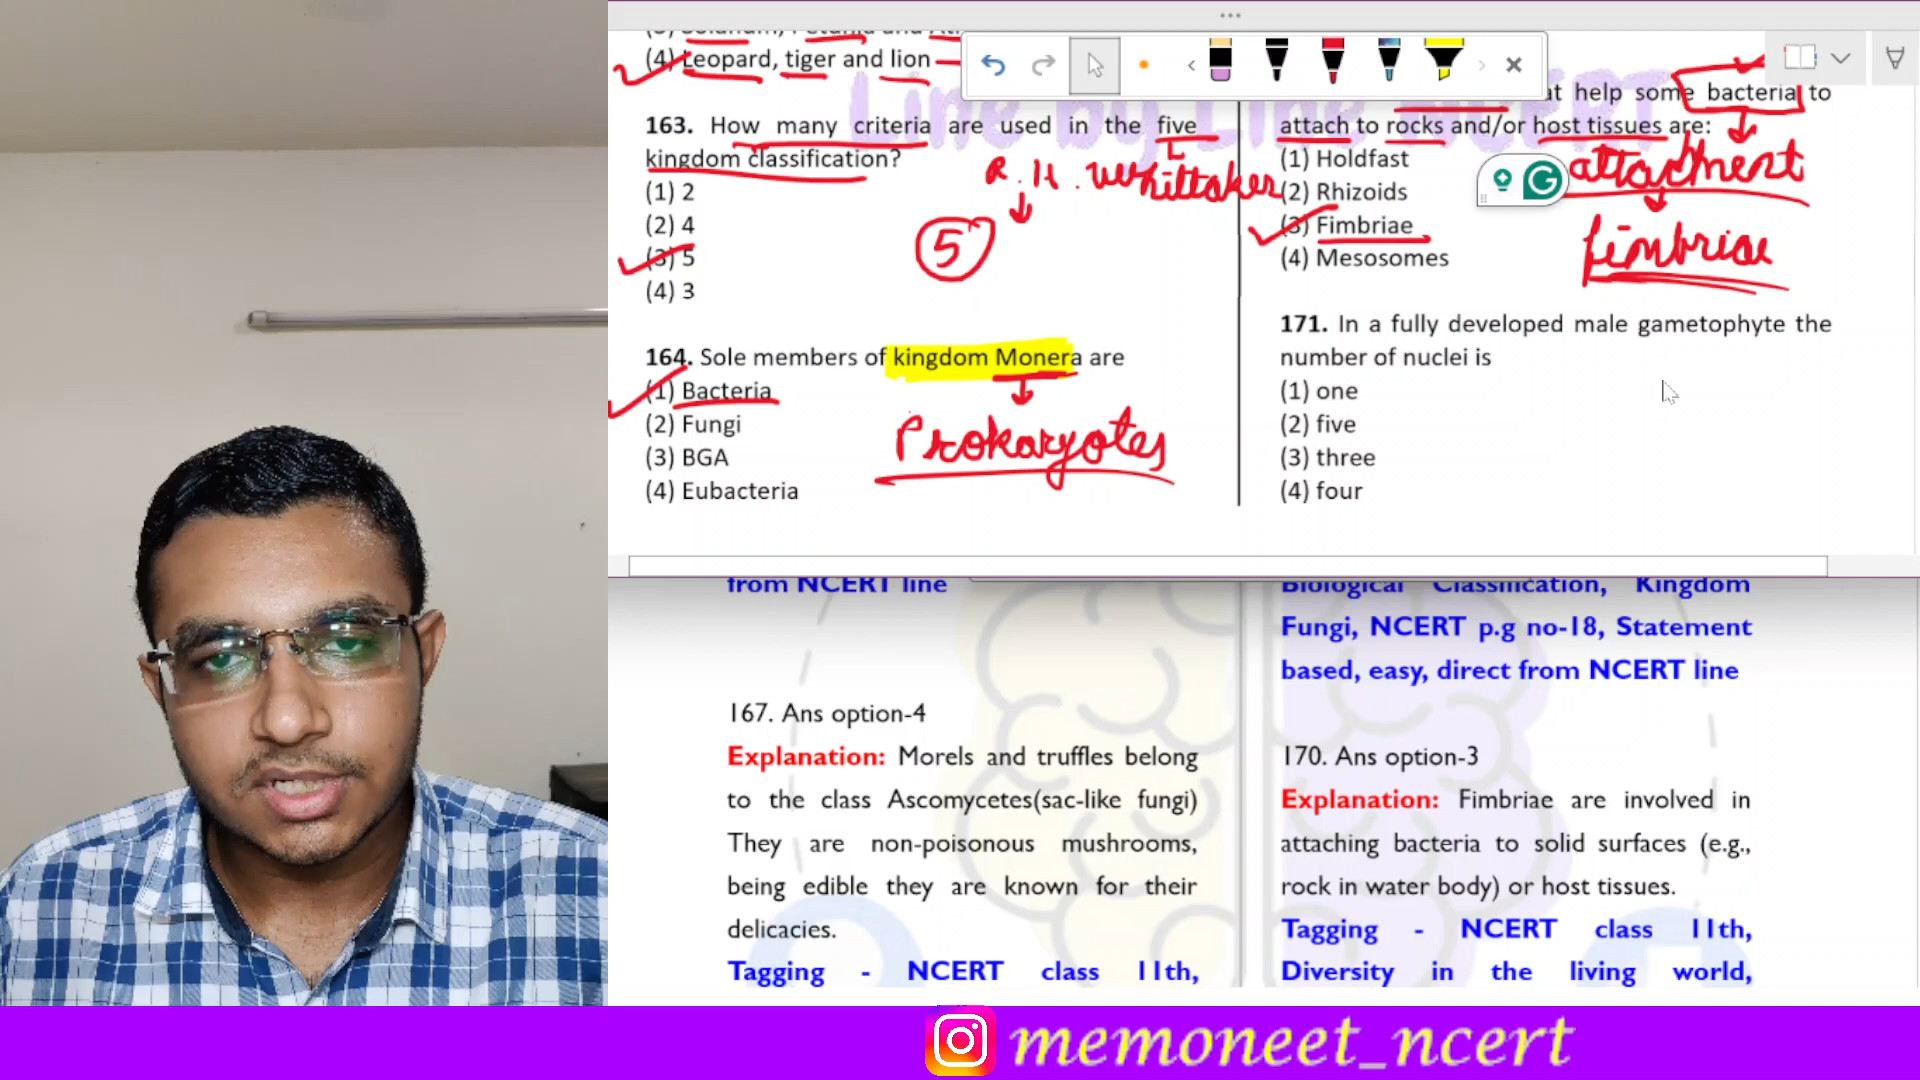 (4) Leopard, tiger and lion
163. How many criteria are used in the five
kingdom classification?
(1) 2
(2) 4
(3) 5
(4) 3
R.H. Whittaker
5
164. Sole members of kingdom Monera are
(1) Bacteria
(2) Fungi
(3) BGA
(4) Eubacteria
Prokaryotes
Line by Line NCERT
at help some bacteria to
attach to rocks and/or host tissues are:
(1) Holdfast
(2) Rhizoids
(3) Fimbriae
(4) Mesosomes
attachment
fimbriae
171. In a fully developed male gametophyte the
number of nuclei is
(1) one
(2) five
(3) three
(4) four
from NCERT line
167. Ans option-4
Explanation: Morels and truffles belong
to the class Ascomycetes(sac-like fungi)
They are non-poisonous mushrooms,
being edible they are known for their
delicacies.
Tagging - NCERT class 11th,
Biological Classification, Kingdom
Fungi, NCERT p.g no-18, Statement
based, easy, direct from NCERT line
170. Ans option-3
Explanation: Fimbriae are involved in
attaching bacteria to solid surfaces (e.g.,
rock in water body) or host tissues.
Tagging - NCERT class 11th,
Diversity in the living world,
memoneet_ncert